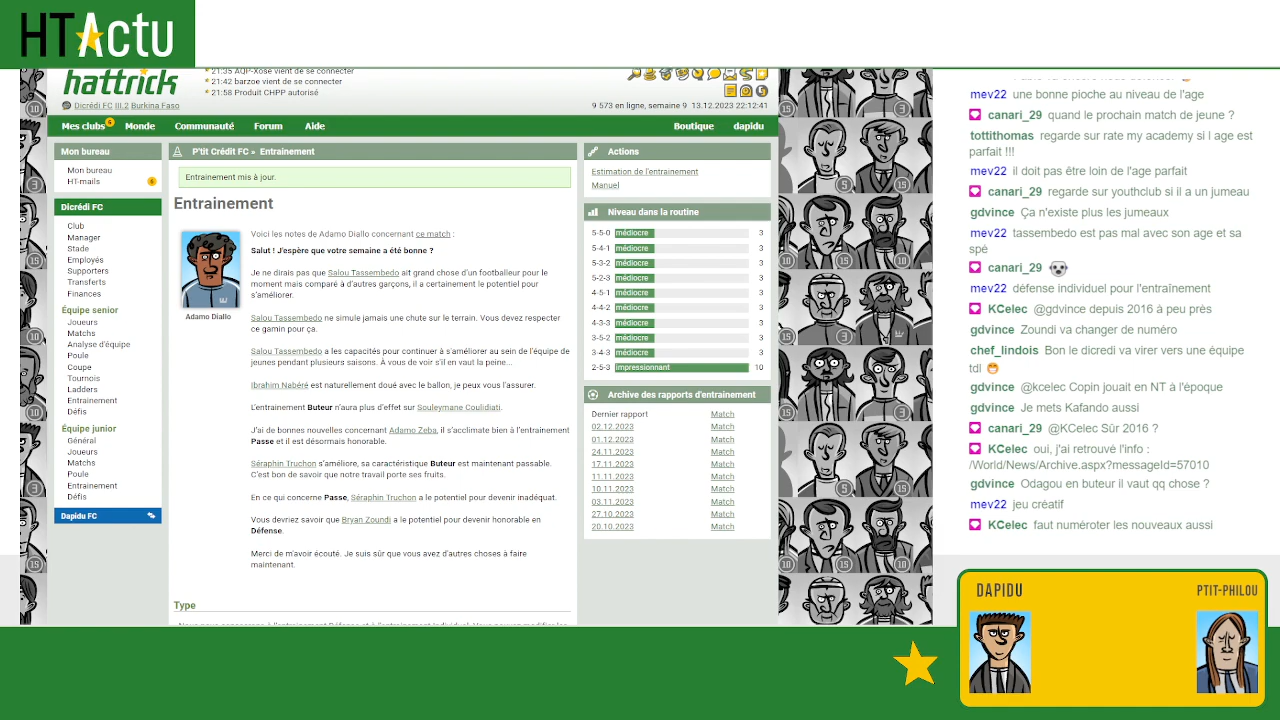 HTActu
hattrick
Dicrédi FC III.2 Burkina Faso
21:35 AQP-Xose vient de se connecter
21:42 barzoe vient de se connecter
21:58 Produit CHPP autorisé
9 573 en ligne, semaine 9 13.12.2023 22:12:41
Mes clubs 6 Monde Communauté Forum Aide Boutique dapidu
Mon bureau
Mon bureau
HT-mails 6
Dicrédi FC
Club
Manager
Stade
Employés
Supporters
Transferts
Finances
Équipe senior
Joueurs
Matchs
Analyse d'équipe
Poule
Coupe
Tournois
Ladders
Entrainement
Défis
Équipe junior
Général
Joueurs
Matchs
Poule
Entrainement
Défis
Dapidu FC
P'tit Crédit FC » Entrainement
Entrainement mis à jour.
Entrainement
Adamo Diallo
Voici les notes de Adamo Diallo concernant ce match :
Salut ! J'espère que votre semaine a été bonne ?
Je ne dirais pas que Salou Tassembedo ait grand chose d'un footballeur pour le
moment mais comparé à d'autres garçons, il a certainement le potentiel pour
s'améliorer.
Salou Tassembedo ne simule jamais une chute sur le terrain. Vous devez respecter
ce gamin pour ça.
Salou Tassembedo a les capacités pour continuer à s'améliorer au sein de l'équipe de
jeunes pendant plusieurs saisons. À vous de voir s'il en vaut la peine...
Ibrahim Nabéré est naturellement doué avec le ballon, je peux vous l'assurer.
L'entrainement Buteur n'aura plus d'effet sur Souleymane Coulidiati.
J'ai de bonnes nouvelles concernant Adamo Zeba, il s'acclimate bien à l'entrainement
Passe et il est désormais honorable.
Séraphin Truchon s'améliore, sa caractéristique Buteur est maintenant passable.
C'est bon de savoir que notre travail porte ses fruits.
En ce qui concerne Passe, Séraphin Truchon a le potentiel pour devenir inadéquat.
Vous devriez savoir que Bryan Zoundi a le potentiel pour devenir honorable en
Défense.
Merci de m'avoir écouté. Je suis sûr que vous avez d'autres choses à faire
maintenant.
Type
Actions
Estimation de l'entrainement
Manuel
Niveau dans la routine
5-5-0 médiocre 3
5-4-1 médiocre 3
5-3-2 médiocre 3
5-2-3 médiocre 3
4-5-1 médiocre 3
4-4-2 médiocre 3
4-3-3 médiocre 3
3-5-2 médiocre 3
3-4-3 médiocre 3
2-5-3 impressionnant 10
Archive des rapports d'entrainement
Dernier rapport Match
02.12.2023 Match
01.12.2023 Match
24.11.2023 Match
17.11.2023 Match
11.11.2023 Match
10.11.2023 Match
03.11.2023 Match
27.10.2023 Match
20.10.2023 Match
mev22 une bonne pioche au niveau de l'age
canari_29 quand le prochain match de jeune ?
tottithomas regarde sur rate my academy si l age est
parfait !!!
mev22 il doit pas être loin de l'age parfait
canari_29 regarde sur youthclub si il a un jumeau
gdvince Ça n'existe plus les jumeaux
mev22 tassembedo est pas mal avec son age et sa
spè
canari_29
mev22 défense individuel pour l'entraînement
KCelec @gdvince depuis 2016 à peu près
gdvince Zoundi va changer de numéro
chef_lindois Bon le dicredi va virer vers une équipe
tdl
gdvince @kcelec Copin jouait en NT à l'époque
gdvince Je mets Kafando aussi
canari_29 @KCelec Sûr 2016 ?
KCelec oui, j'ai retrouvé l'info :
/World/News/Archive.aspx?messageId=57010
gdvince Odagou en buteur il vaut qq chose ?
mev22 jeu créatif
KCelec faut numéroter les nouveaux aussi
DAPIDU
PTIT-PHILOU